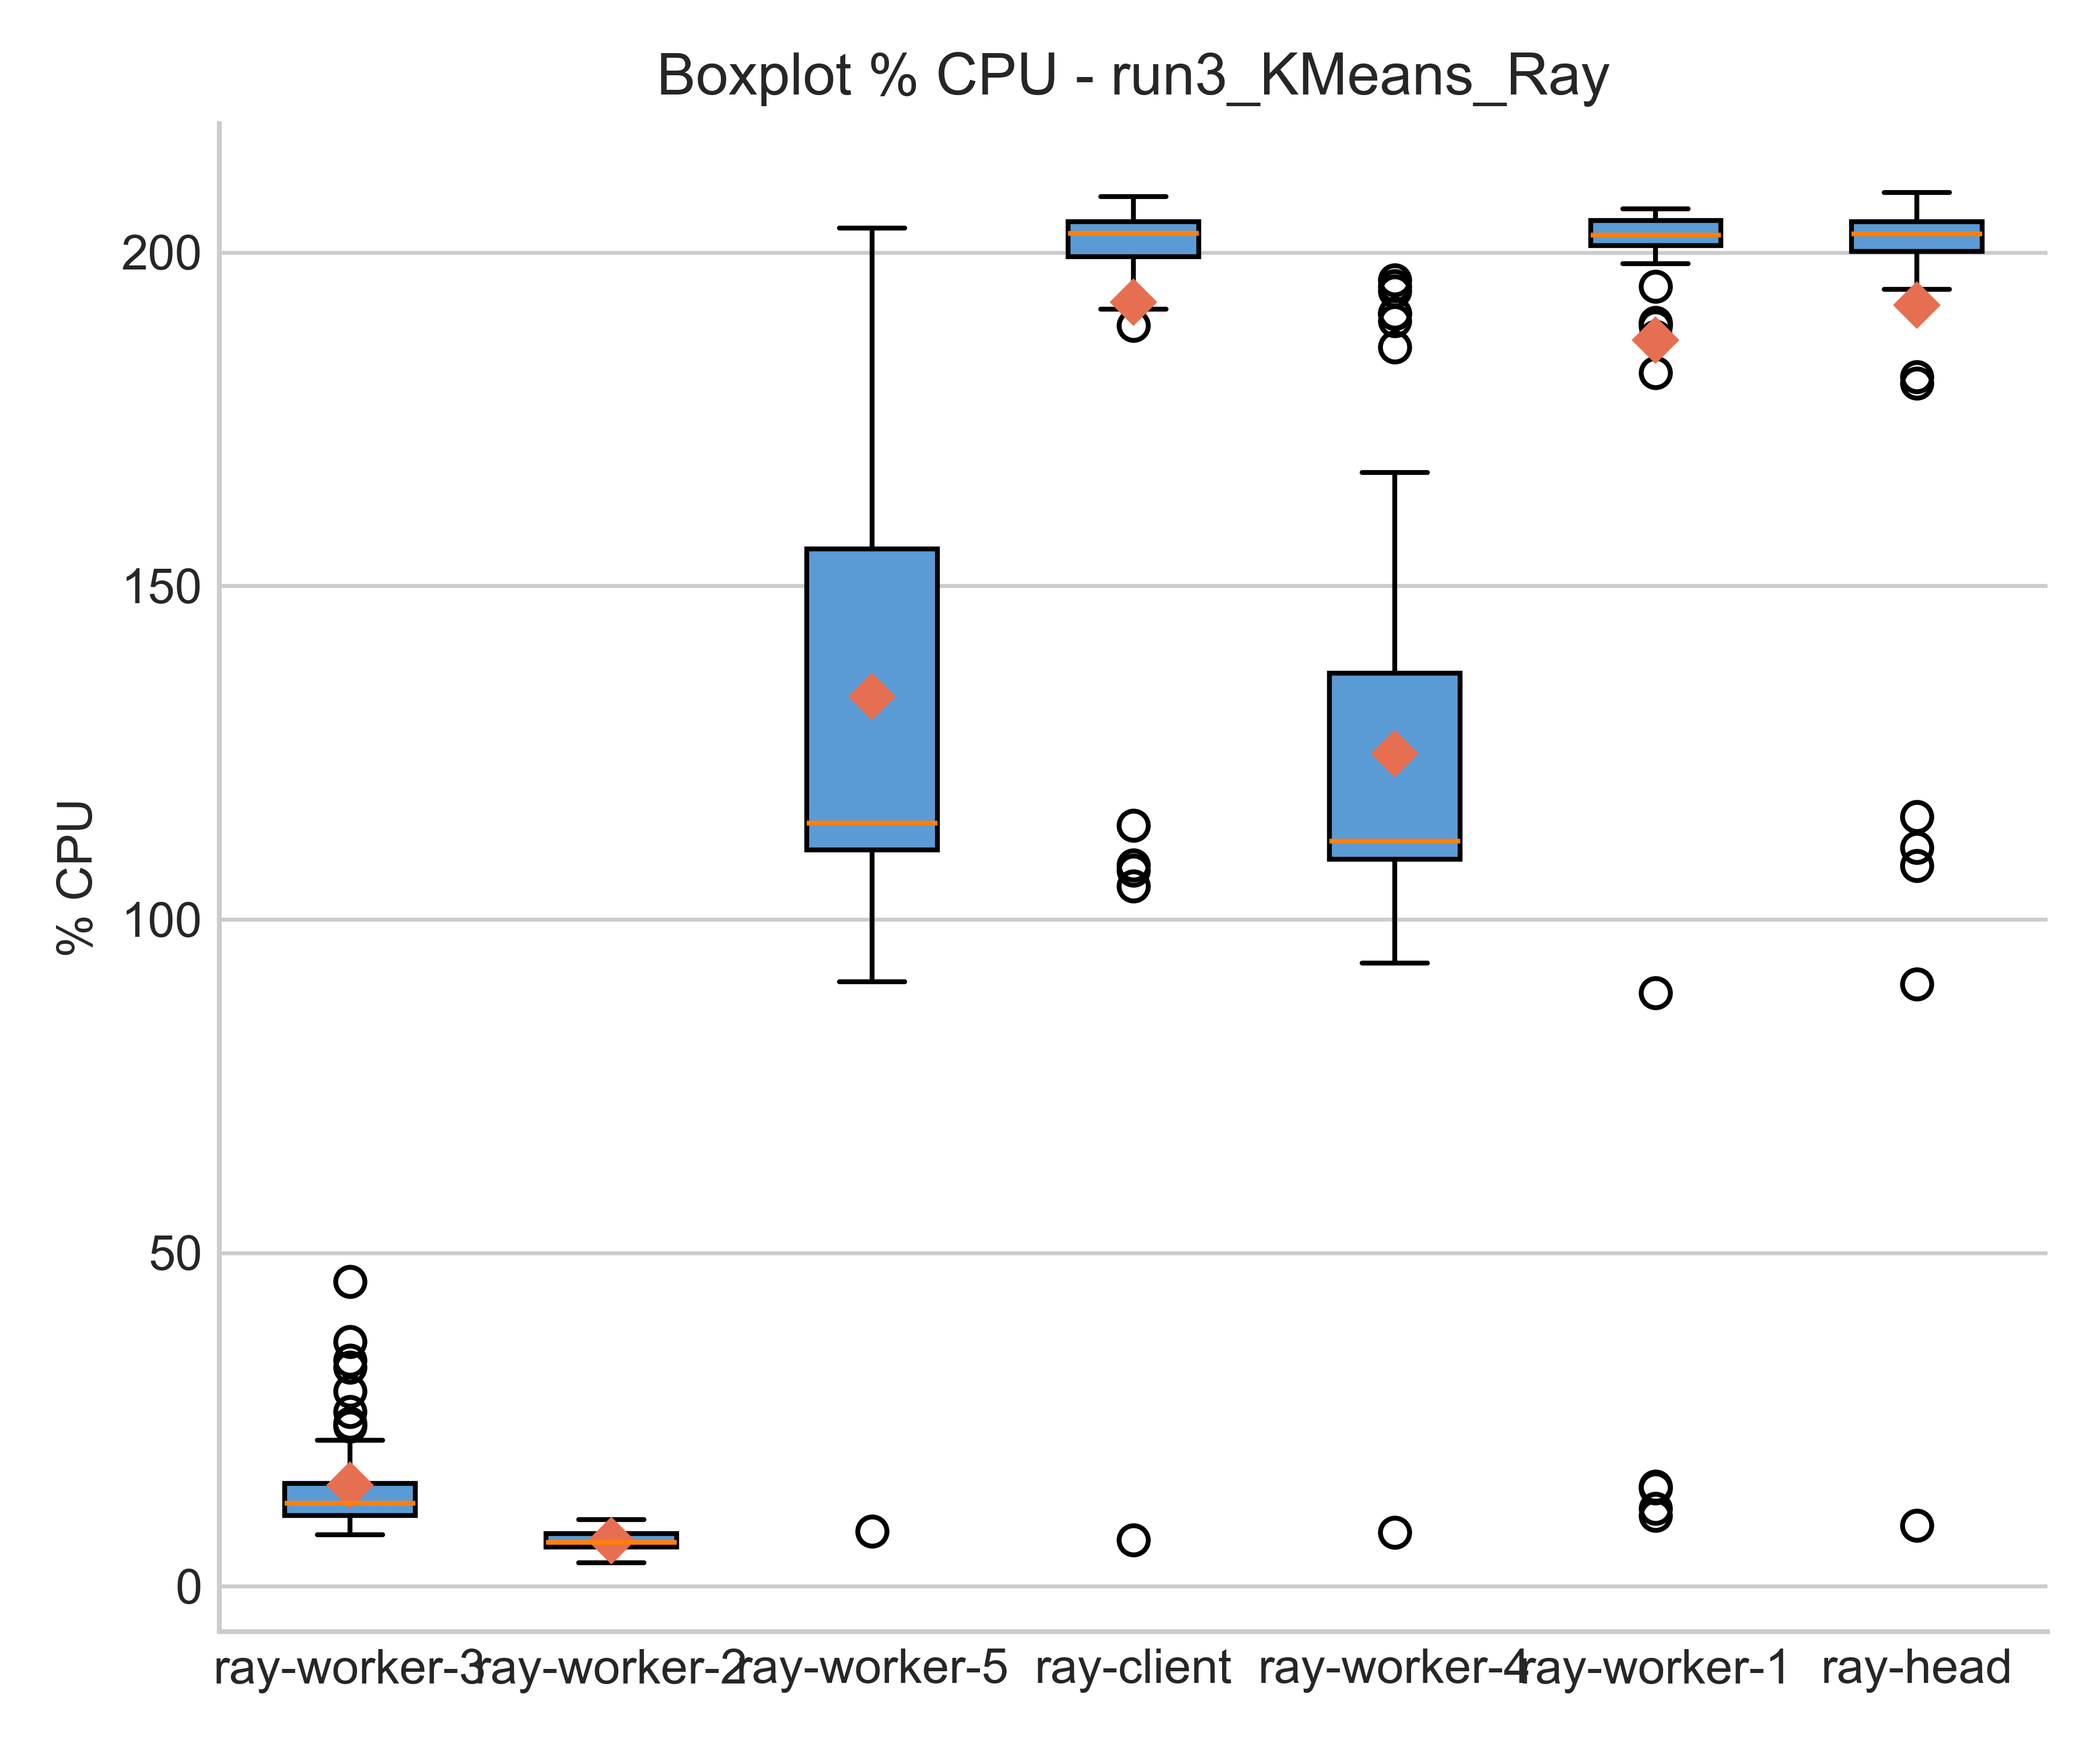 Boxplot % CPU - run3_KMeans_Ray
% CPU
200
150
100
50
0
ray-worker-3 ray-worker-2 ray-worker-5 ray-client ray-worker-4 ray-worker-1 ray-head